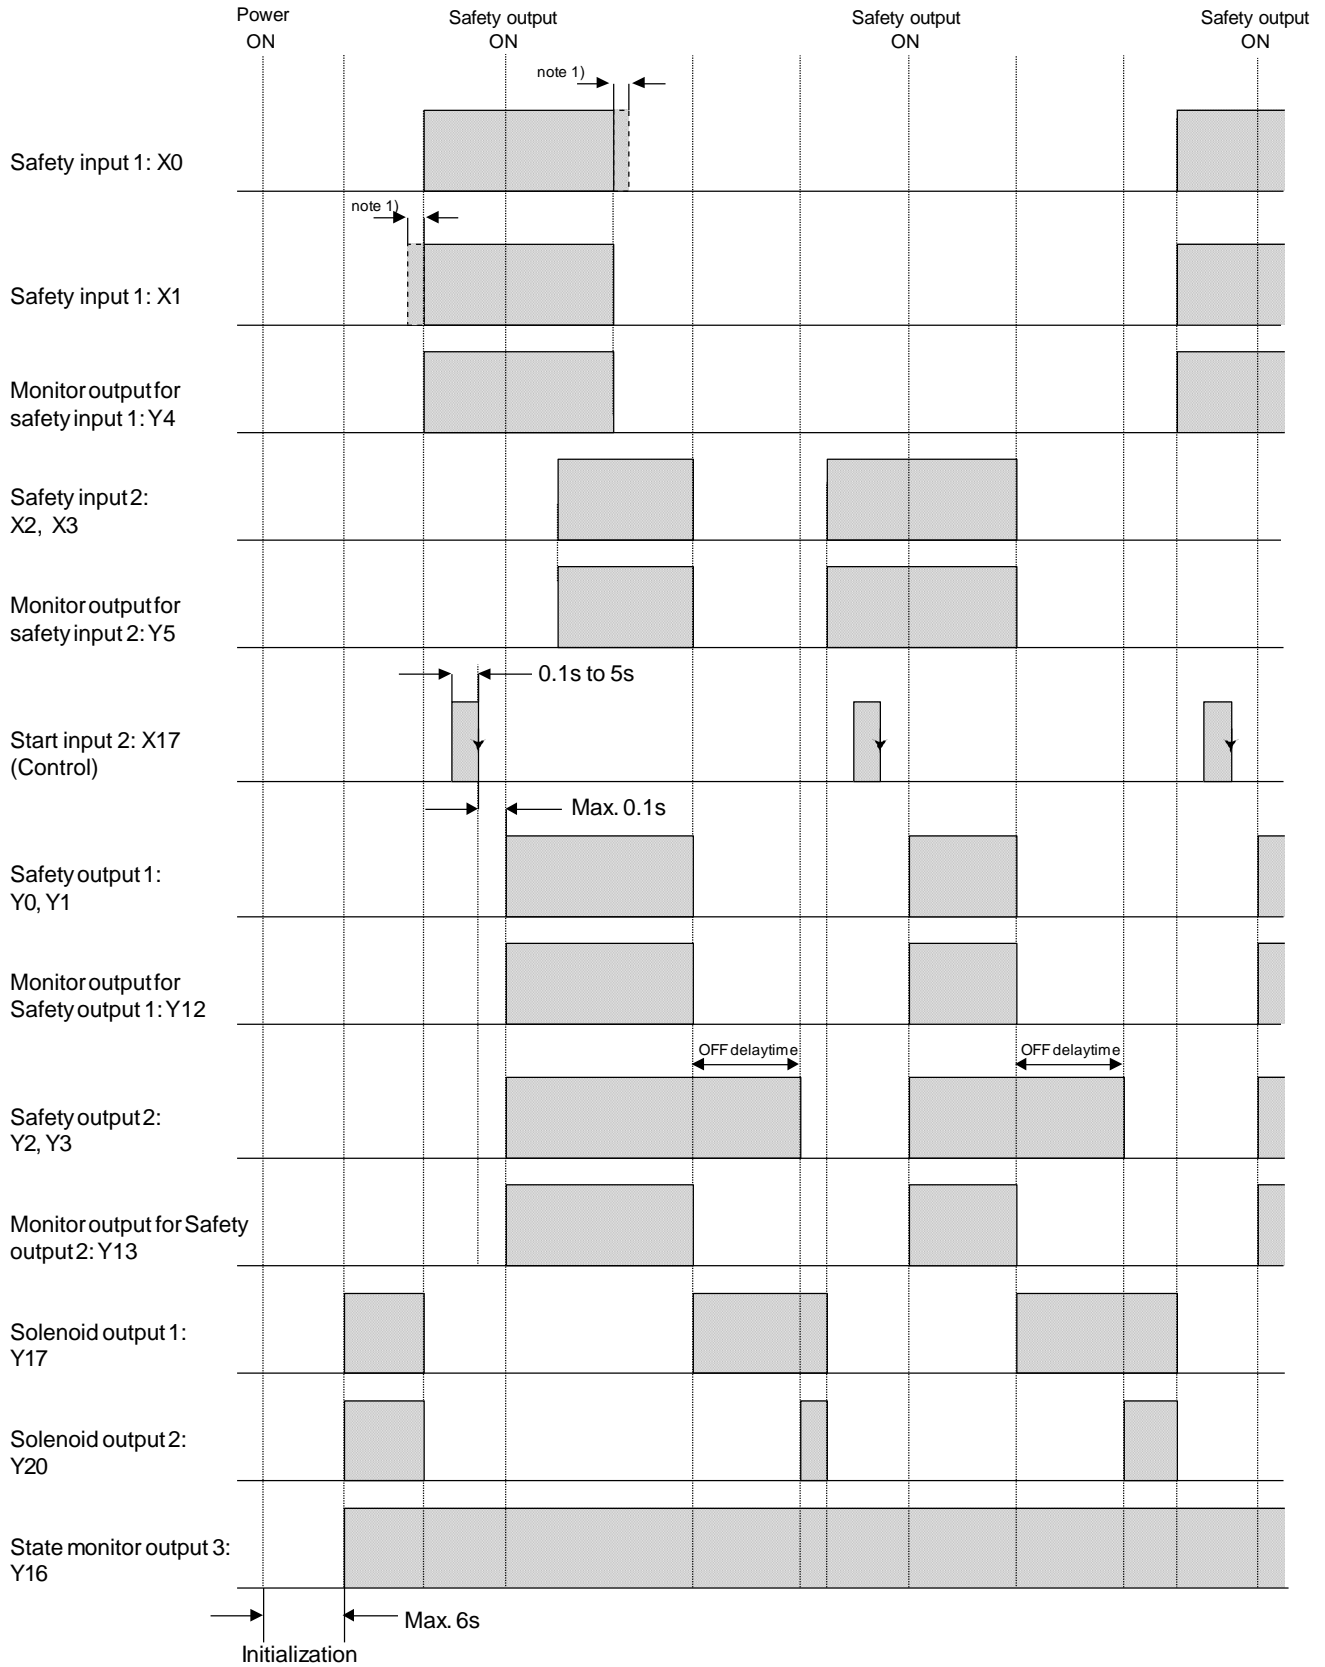 Power
ON
Safety output
ON
Safety output
ON
Safety output
ON
note 1)
Safety input 1: X0
note 1)
Safety input 1: X1
Monitor output for
safety input 1: Y4
Safety input 2:
X2, X3
Monitor output for
safety input 2: Y5
0.1s to 5s
Start input 2: X17
(Control)
Max. 0.1s
Safety output 1:
Y0, Y1
Monitor output for
Safety output 1: Y12
OFF delaytime
OFF delaytime
Safety output 2:
Y2, Y3
Monitor output for Safety
output 2: Y13
Solenoid output 1:
Y17
Solenoid output 2:
Y20
State monitor output 3:
Y16
Max. 6s
Initialization